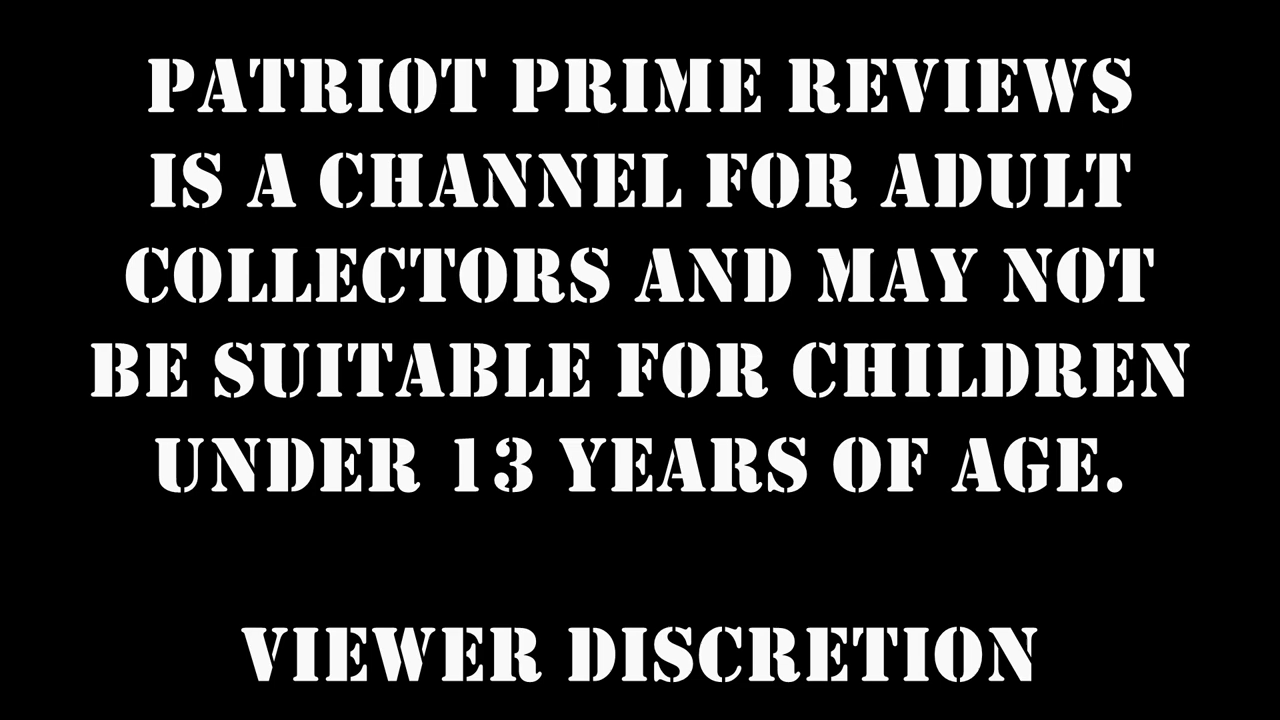 PATRIOT PRIME REVIEWS
IS A CHANNEL FOR ADULT
COLLECTORS AND MAY NOT
BE SUITABLE FOR CHILDREN
UNDER 13 YEARS OF AGE.
VIEWER DISCRETION